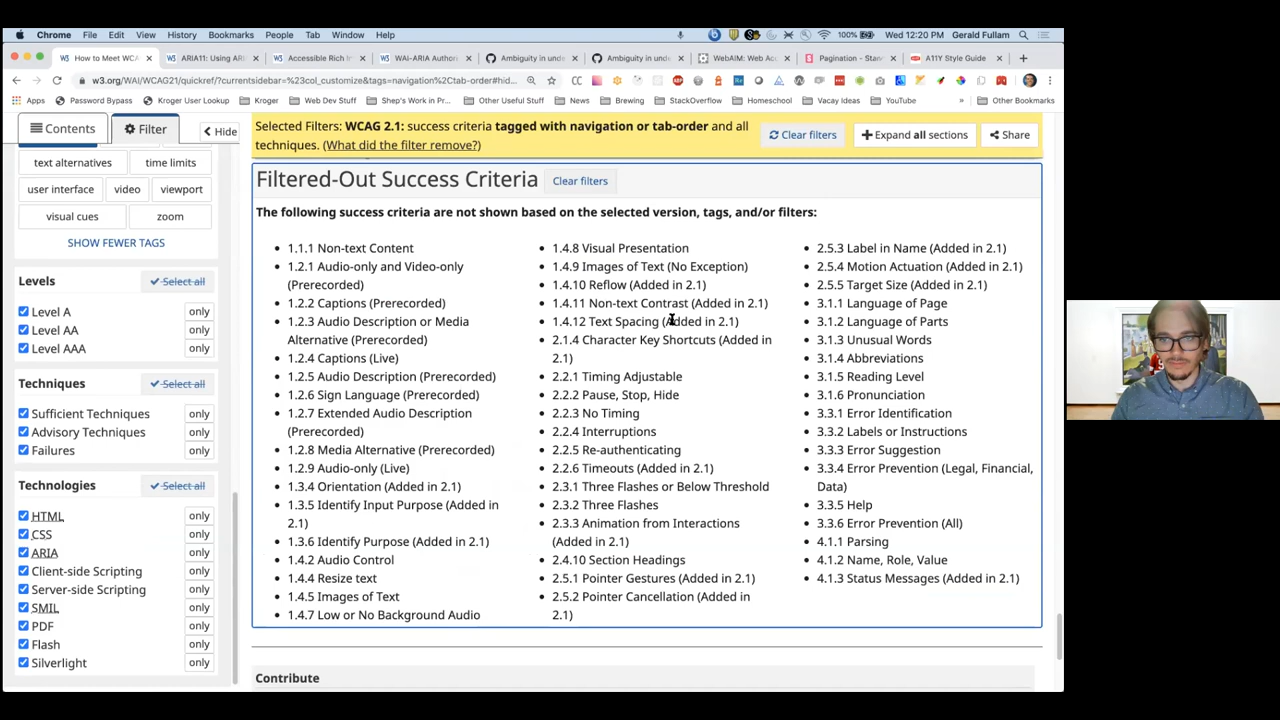 Chrome File Edit View History Bookmarks People Tab Window Help 100% Wed 12:20 PM Gerald Fullam
How to Meet WCA ARIA11: Using ARI Accessible Rich In WAI-ARIA Authori Ambiguity in unde Ambiguity in unde WebAIM: Web Acc Pagination - Stan A11Y Style Guide
w3.org/WAI/WCAG21/quickref/?currentsidebar=%23col_customize&tags=navigation%2Ctab-order#hid...
Apps Password Bypass Kroger User Lookup Kroger Web Dev Stuff Shep's Work in Pr... Other Useful Stuff News Brewing StackOverflow Homeschool Vacay Ideas YouTube » Other Bookmarks
Contents Filter Hide
text alternatives time limits
user interface video viewport
visual cues zoom
SHOW FEWER TAGS
Levels Select all
Level A only
Level AA only
Level AAA only
Techniques Select all
Sufficient Techniques only
Advisory Techniques only
Failures only
Technologies Select all
HTML only
CSS only
ARIA only
Client-side Scripting only
Server-side Scripting only
SMIL only
PDF only
Flash only
Silverlight only
Selected Filters: WCAG 2.1: success criteria tagged with navigation or tab-order and all
techniques. (What did the filter remove?)
Clear filters Expand all sections Share
Filtered-Out Success Criteria Clear filters
The following success criteria are not shown based on the selected version, tags, and/or filters:
1.1.1 Non-text Content
1.2.1 Audio-only and Video-only
(Prerecorded)
1.2.2 Captions (Prerecorded)
1.2.3 Audio Description or Media
Alternative (Prerecorded)
1.2.4 Captions (Live)
1.2.5 Audio Description (Prerecorded)
1.2.6 Sign Language (Prerecorded)
1.2.7 Extended Audio Description
(Prerecorded)
1.2.8 Media Alternative (Prerecorded)
1.2.9 Audio-only (Live)
1.3.4 Orientation (Added in 2.1)
1.3.5 Identify Input Purpose (Added in
2.1)
1.3.6 Identify Purpose (Added in 2.1)
1.4.2 Audio Control
1.4.4 Resize text
1.4.5 Images of Text
1.4.7 Low or No Background Audio
1.4.8 Visual Presentation
1.4.9 Images of Text (No Exception)
1.4.10 Reflow (Added in 2.1)
1.4.11 Non-text Contrast (Added in 2.1)
1.4.12 Text Spacing (Added in 2.1)
2.1.4 Character Key Shortcuts (Added in
2.1)
2.2.1 Timing Adjustable
2.2.2 Pause, Stop, Hide
2.2.3 No Timing
2.2.4 Interruptions
2.2.5 Re-authenticating
2.2.6 Timeouts (Added in 2.1)
2.3.1 Three Flashes or Below Threshold
2.3.2 Three Flashes
2.3.3 Animation from Interactions
(Added in 2.1)
2.4.10 Section Headings
2.5.1 Pointer Gestures (Added in 2.1)
2.5.2 Pointer Cancellation (Added in
2.1)
2.5.3 Label in Name (Added in 2.1)
2.5.4 Motion Actuation (Added in 2.1)
2.5.5 Target Size (Added in 2.1)
3.1.1 Language of Page
3.1.2 Language of Parts
3.1.3 Unusual Words
3.1.4 Abbreviations
3.1.5 Reading Level
3.1.6 Pronunciation
3.3.1 Error Identification
3.3.2 Labels or Instructions
3.3.3 Error Suggestion
3.3.4 Error Prevention (Legal, Financial,
Data)
3.3.5 Help
3.3.6 Error Prevention (All)
4.1.1 Parsing
4.1.2 Name, Role, Value
4.1.3 Status Messages (Added in 2.1)
Contribute